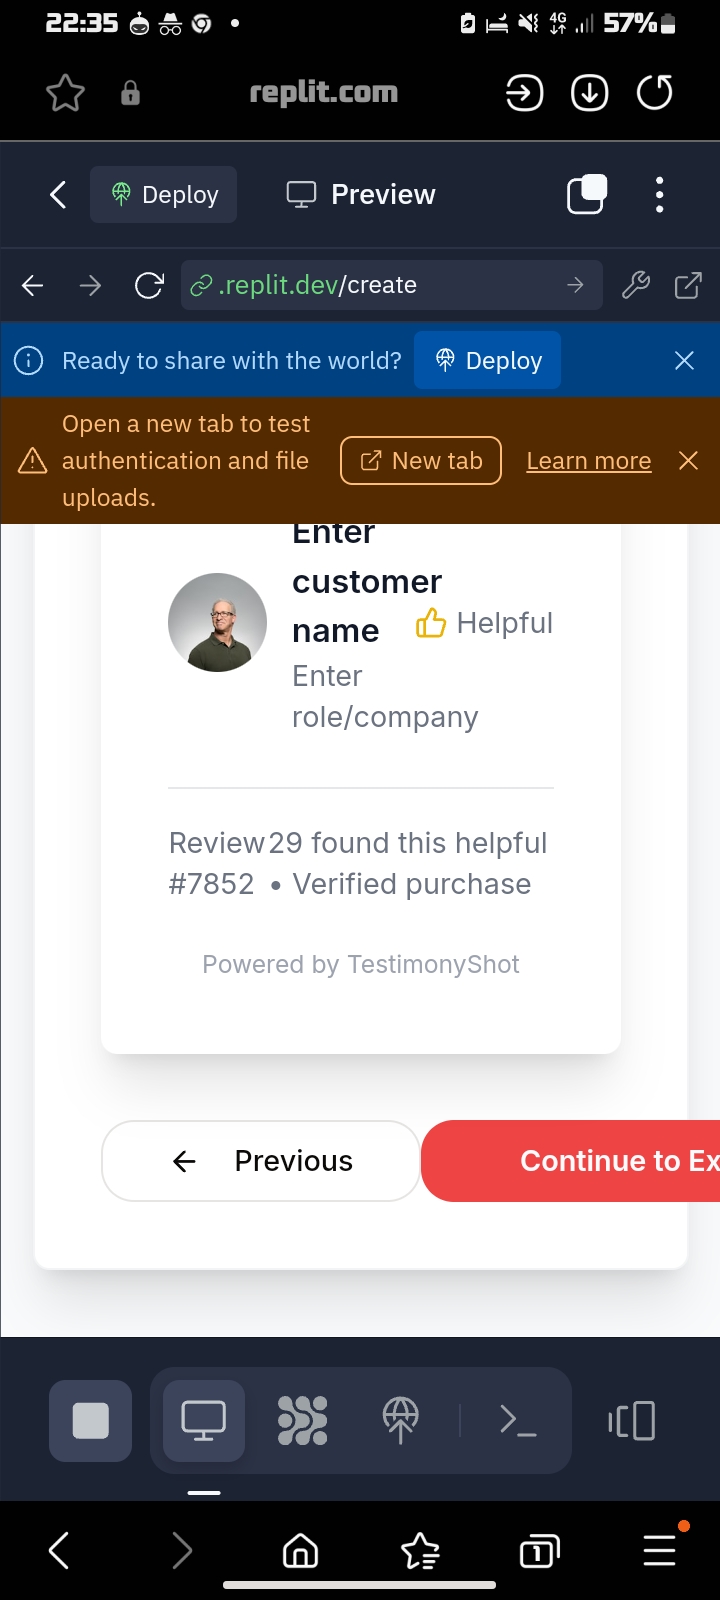 22:35 4G 57%
replit.com
Deploy Preview
.replit.dev/create
Ready to share with the world? Deploy
Open a new tab to test
authentication and file
uploads.
New tab Learn more
Enter
customer
name
Helpful
Enter
role/company
Review 29 found this helpful
#7852 • Verified purchase
Powered by TestimonyShot
Previous Continue to Ex
1